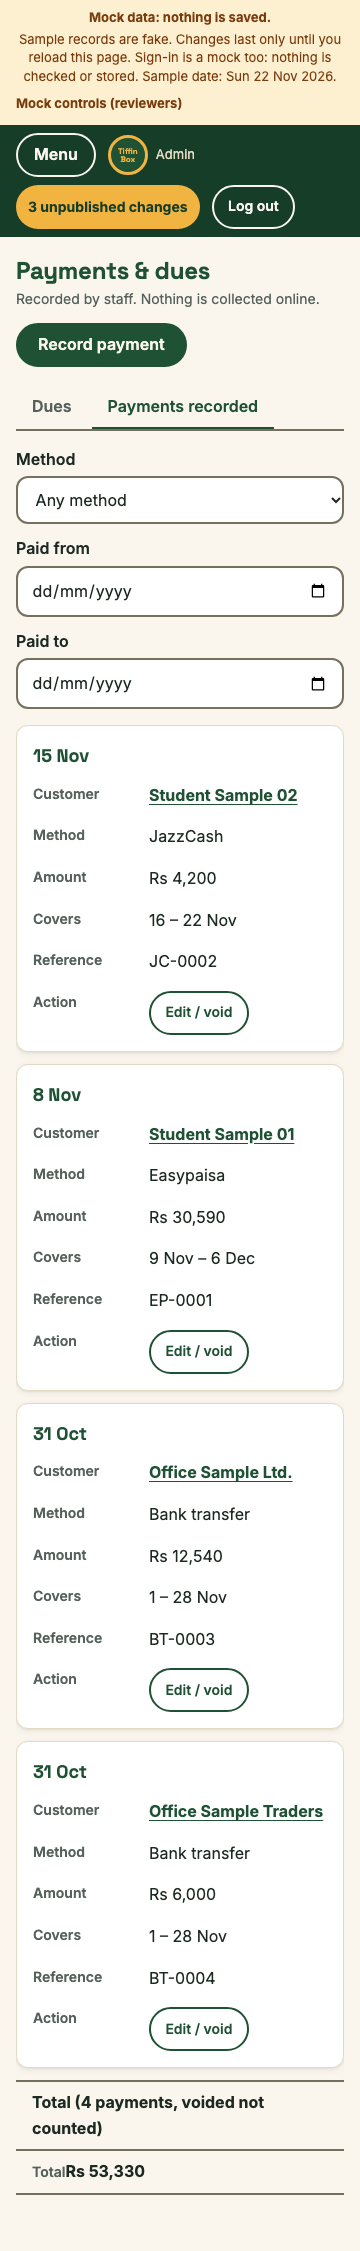 Mock data: nothing is saved.
Sample records are fake. Changes last only until you
reload this page. Sign-in is a mock too: nothing is
checked or stored. Sample date: Sun 22 Nov 2026.
Mock controls (reviewers)
Menu
Tiffin
Box
Admin
3 unpublished changes
Log out
Payments & dues
Recorded by staff. Nothing is collected online.
Record payment
Dues
Payments recorded
Method
Any method
Paid from
dd/mm/yyyy
Paid to
dd/mm/yyyy
15 Nov
Customer Student Sample 02
Method JazzCash
Amount Rs 4,200
Covers 16 – 22 Nov
Reference JC-0002
Action Edit / void
8 Nov
Customer Student Sample 01
Method Easypaisa
Amount Rs 30,590
Covers 9 Nov – 6 Dec
Reference EP-0001
Action Edit / void
31 Oct
Customer Office Sample Ltd.
Method Bank transfer
Amount Rs 12,540
Covers 1 – 28 Nov
Reference BT-0003
Action Edit / void
31 Oct
Customer Office Sample Traders
Method Bank transfer
Amount Rs 6,000
Covers 1 – 28 Nov
Reference BT-0004
Action Edit / void
Total (4 payments, voided not
counted)
TotalRs 53,330